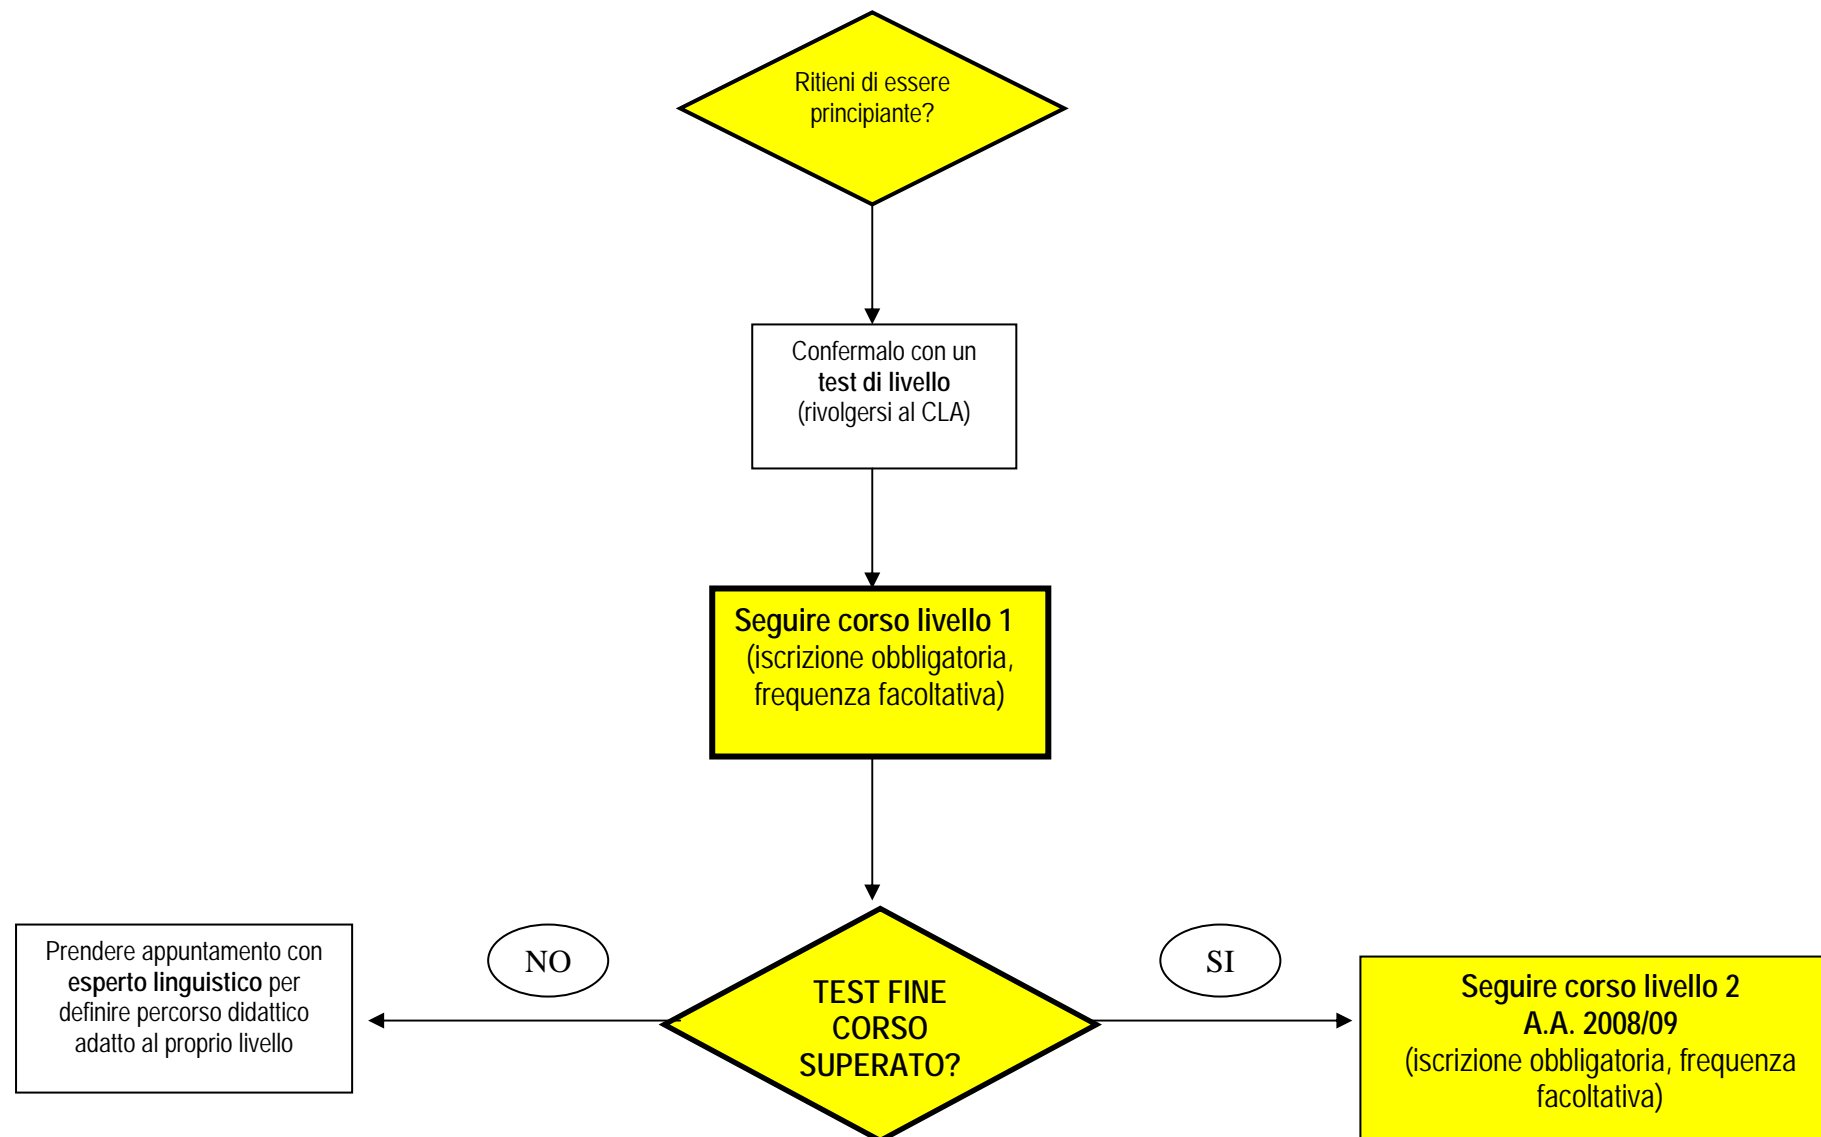 Ritieni di essere
principiante?
Confermalo con un
test di livello
(rivolgersi al CLA)
Seguire corso livello 1
(iscrizione obbligatoria,
frequenza facoltativa)
Prendere appuntamento con
esperto linguistico per
definire percorso didattico
adatto al proprio livello
NO
TEST FINE
CORSO
SUPERATO?
SI
Seguire corso livello 2
A.A. 2008/09
(iscrizione obbligatoria, frequenza
facoltativa)